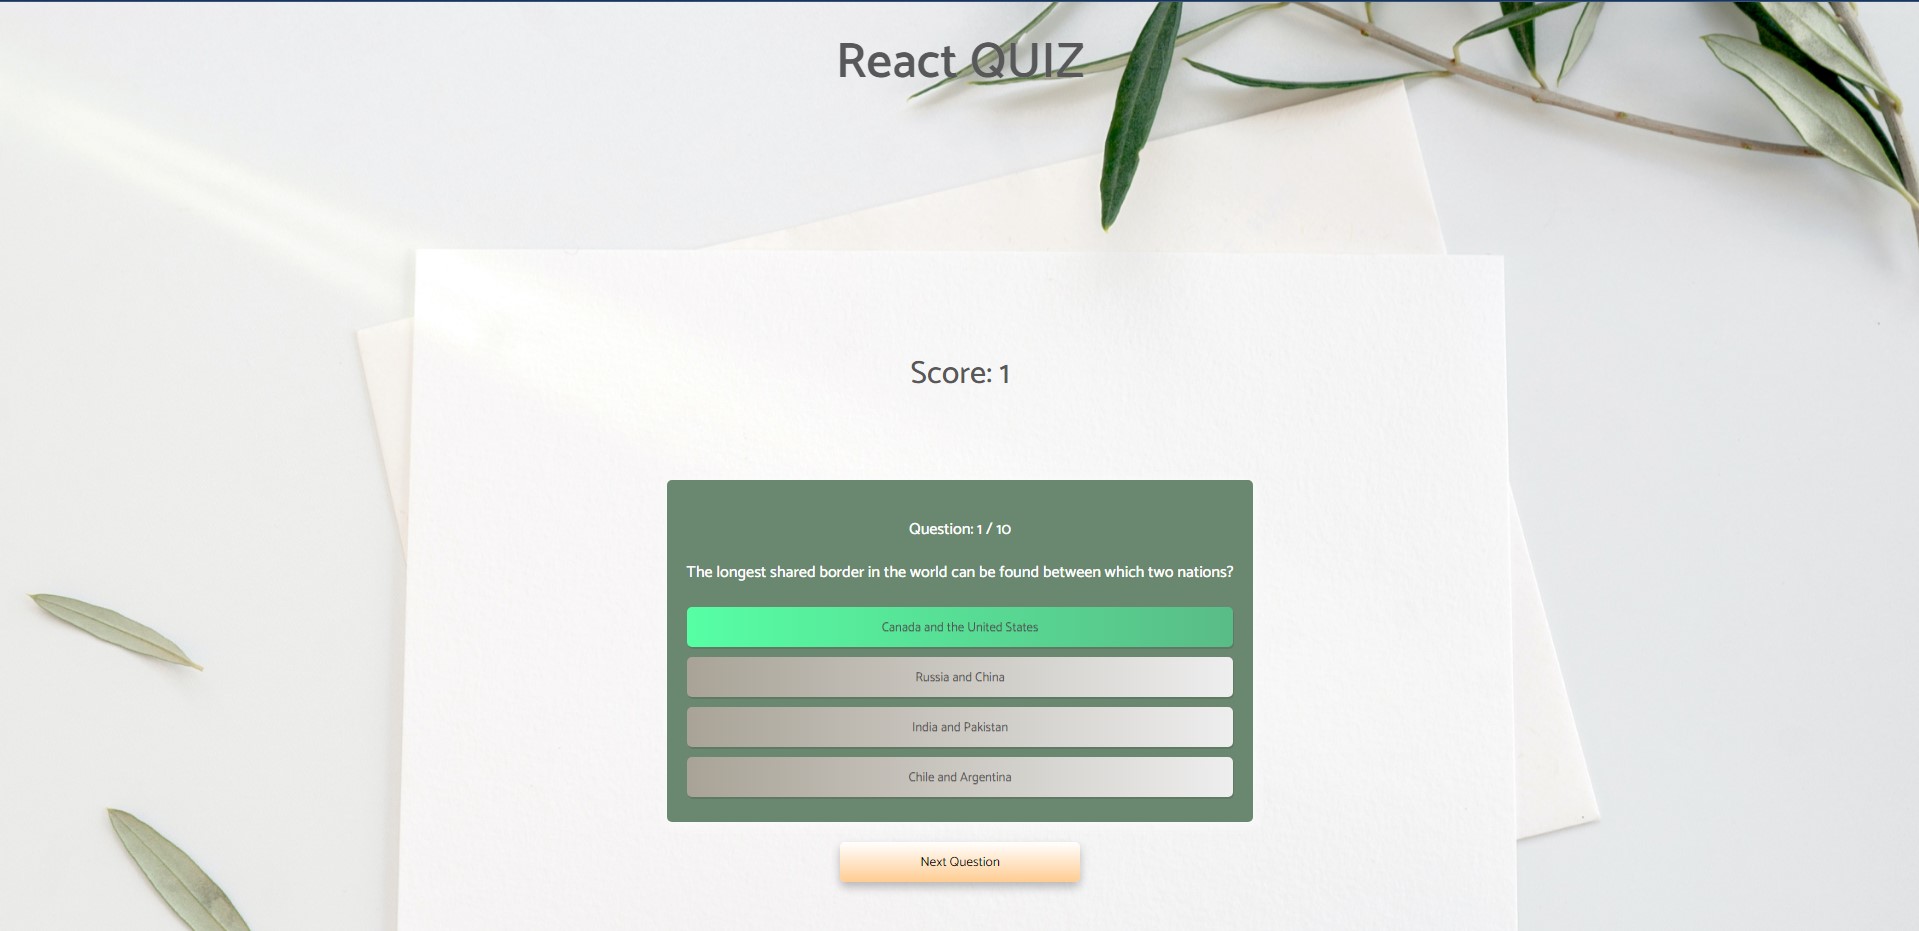 React QUIZ
Score: 1
Question: 1 / 10
The longest shared border in the world can be found between which two nations?
Canada and the United States
Russia and China
India and Pakistan
Chile and Argentina
Next Question